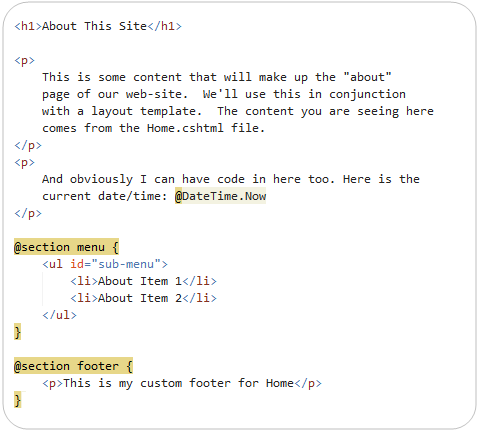 <h1>About This Site</h1>
<p>
This is some content that will make up the "about"
page of our web-site.  We'll use this in conjunction
with a layout template.  The content you are seeing here
comes from the Home.cshtml file.
</p>
<p>
And obviously I can have code in here too. Here is the
current date/time: @DateTime.Now
</p>
@section menu {
<ul id="sub-menu">
<li>About Item 1</li>
<li>About Item 2</li>
</ul>
}
@section footer {
<p>This is my custom footer for Home</p>
}